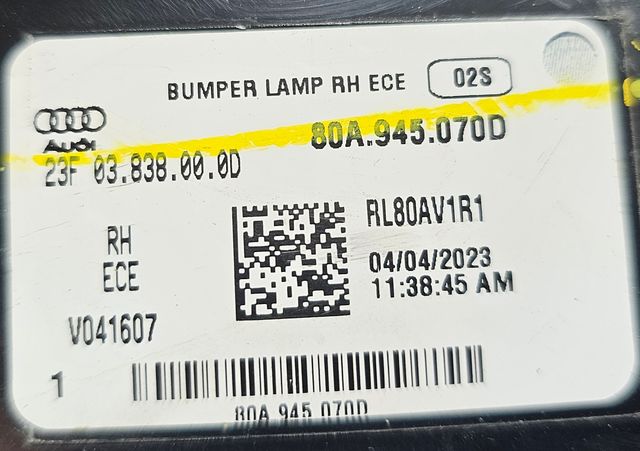 BUMPER LAMP RH ECE 02S
Audi
80A.945.070D
23F 03.838.00.0D
RL80AV1R1
RH
ECE
04/04/2023
11:38:45 AM
V041607
1
80A 945 070D